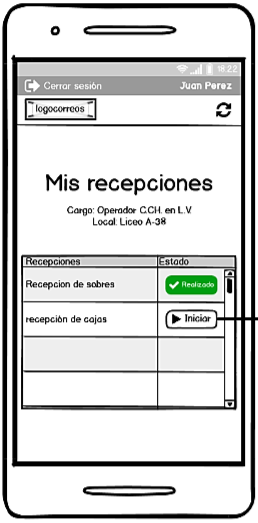 18:22
Cerrar sesión Juan Perez
logocorreos
Mis recepciones
Cargo: Operador C.CH. en L.V.
Local: Liceo A-38
Recepciones Estado
Recepcion de sobres Realizado
recepción de cajas Iniciar